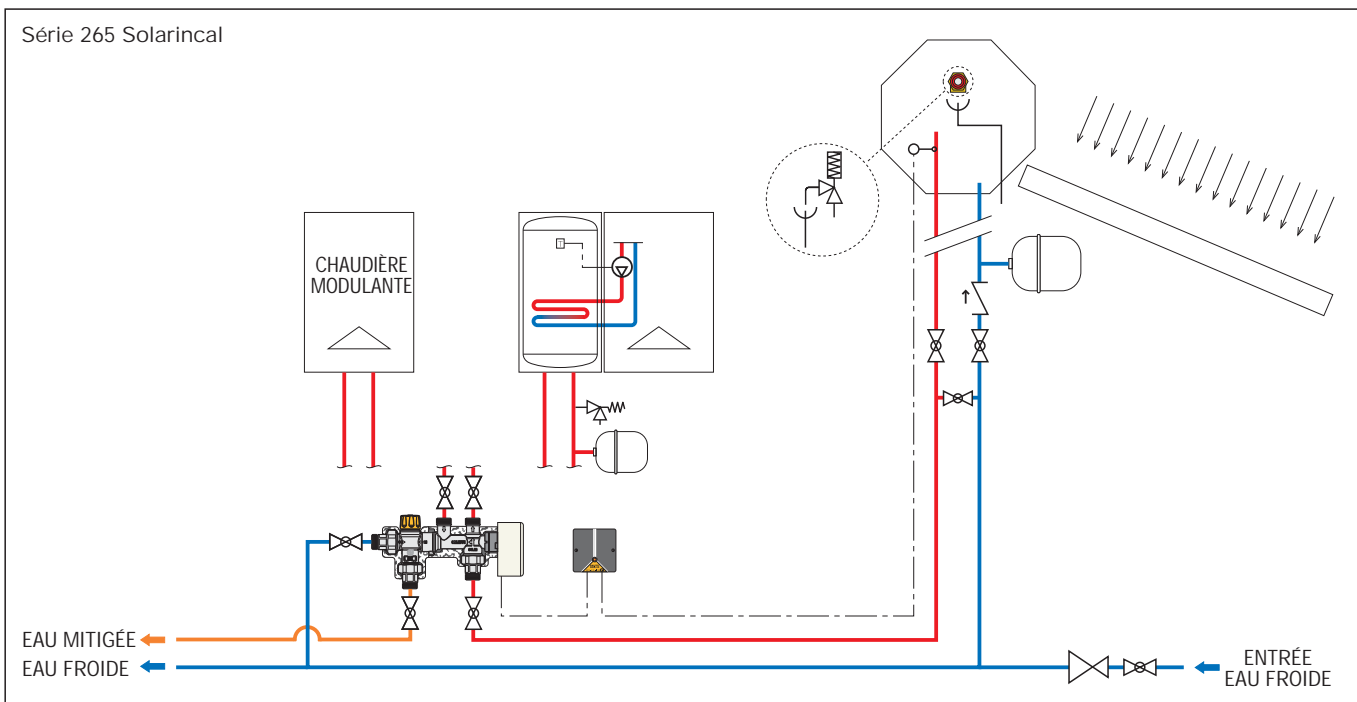 Série 265 Solarincal
CHAUDIÈRE
MODULANTE
T
EAU MITIGÉE
EAU FROIDE
ENTRÉE
EAU FROIDE